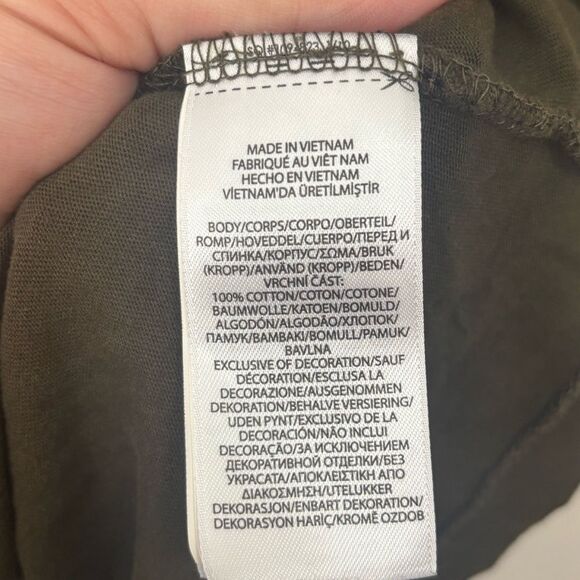 MADE IN VIETNAM
FABRIQUÉ AU VIÊT NAM
HECHO EN VIETNAM
VİETNAM'DA ÜRETİLMİŞTİR
BODY/CORPS/CORPO/OBERTEIL/
ROMP/HOVEDDEL/CUERPO/ПЕРЕД И
СПИНКА/КОРПУС/ΣΩΜΑ/BRUK
(KROPP)/ANVÄND (KROPP)/BEDEN/
VRCHNÍ ČÁST:
100% COTTON/COTON/COTONE/
BAUMWOLLE/KATOEN/BOMULD/
ALGODÓN/ALGODÃO/ХЛОПОК/
ПАМУК/ΒΑΜΒΑΚΙ/BOMULL/PAMUK/
BAVLNA
EXCLUSIVE OF DECORATION/SAUF
DÉCORATION/ESCLUSA LA
DECORAZIONE/AUSGENOMMEN
DEKORATION/BEHALVE VERSIERING/
UDEN PYNT/EXCLUSIVO DE LA
DECORACIÓN/NÃO INCLUI
DECORAÇÃO/ЗА ИСКЛЮЧЕНИЕМ
ДЕКОРАТИВНОЙ ОТДЕЛКИ/БЕЗ
УКРАСАТА/ΑΠΟΚΛΕΙΣΤΙΚΗ ΑΠΟ
ΔΙΑΚΟΣΜΗΣΗ/UTELUKKER
DEKORASJON/ENBART DEKORATION/
DEKORASYON HARİÇ/KROMĚ OZDOB